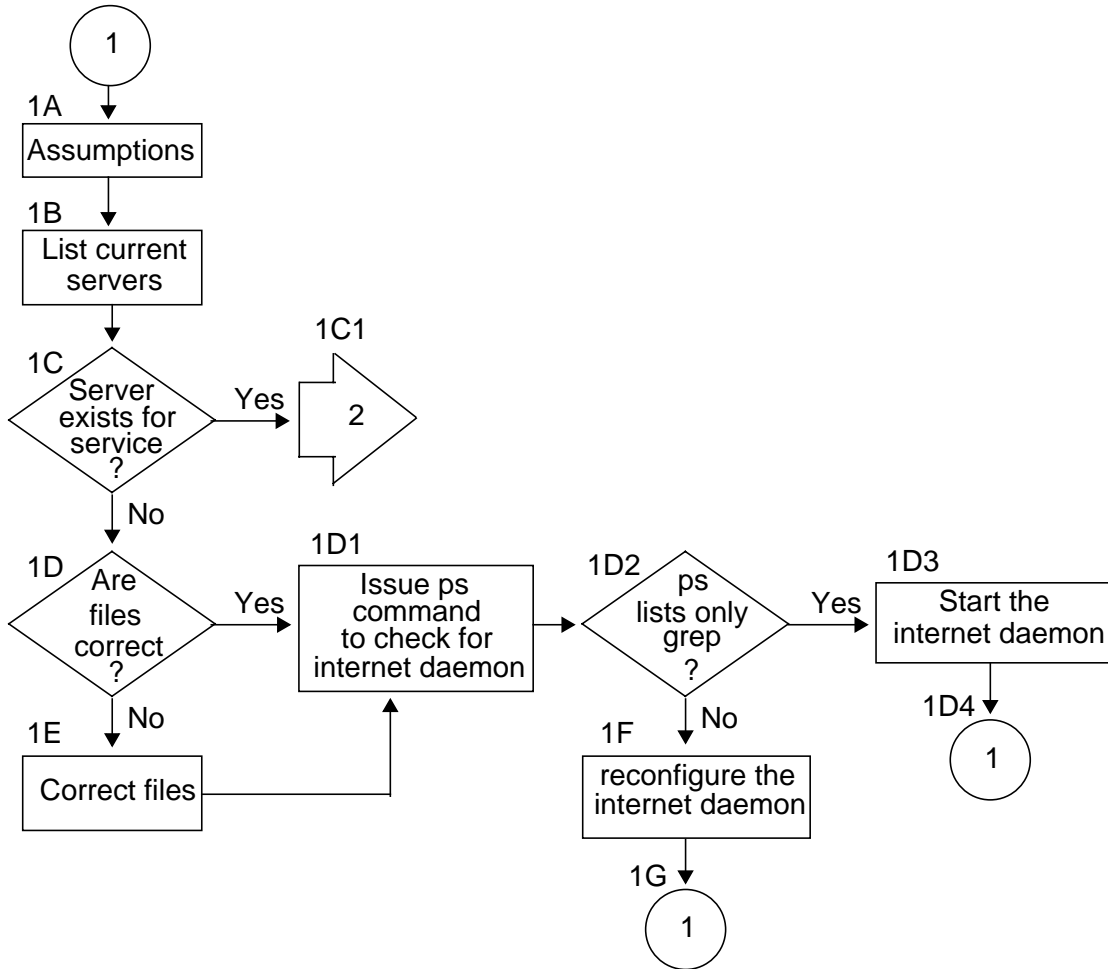 1
1A
Assumptions
1B
List current
servers
1C
Server
exists for
service
?
Yes
1C1
2
No
1D
Are
files
correct
?
Yes
1D1
Issue ps
command
to check for
internet daemon
1D2
ps
lists only
grep
?
Yes
1D3
Start the
internet daemon
1D4
1
No
1E
Correct files
No
1F
reconfigure the
internet daemon
1G
1